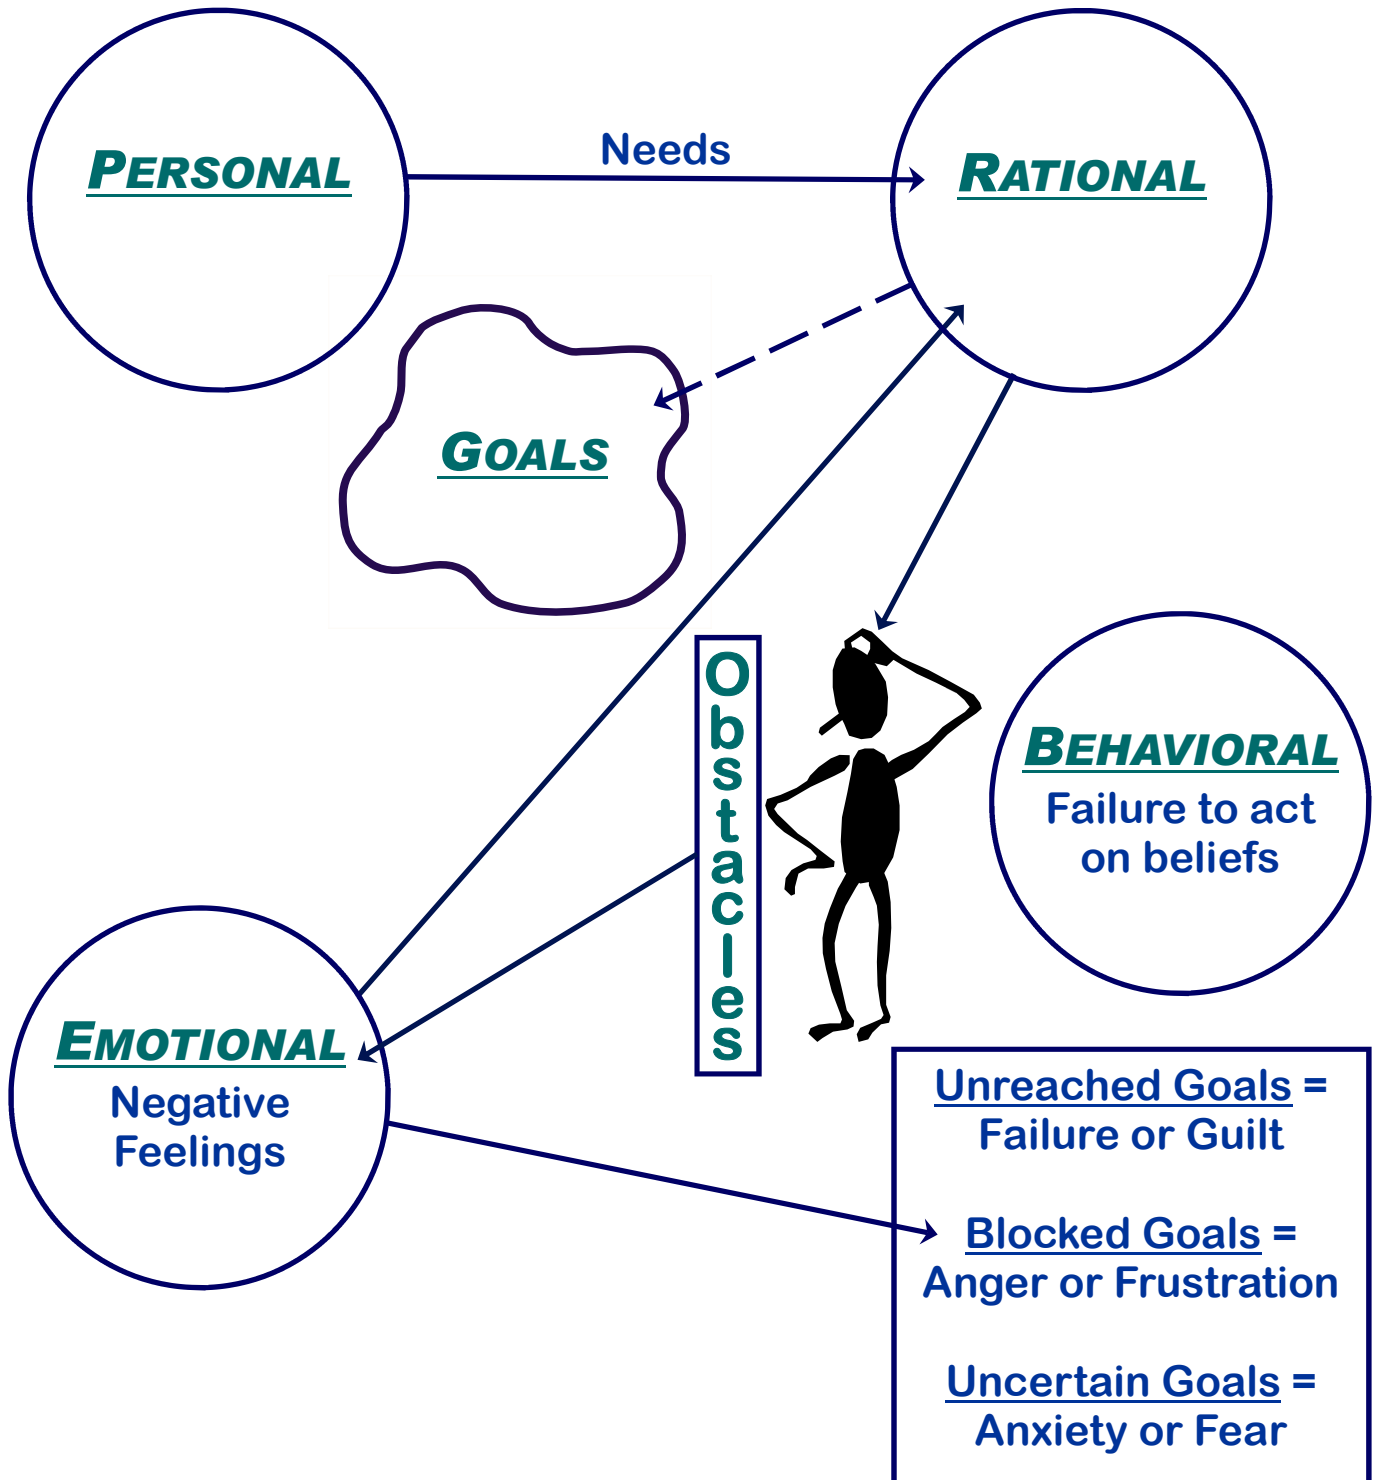 PERSONAL
Needs
RATIONAL
GOALS
Obstacles
BEHAVIORAL
Failure to act
on beliefs
EMOTIONAL
Negative
Feelings
Unreached Goals =
Failure or Guilt
Blocked Goals =
Anger or Frustration
Uncertain Goals =
Anxiety or Fear